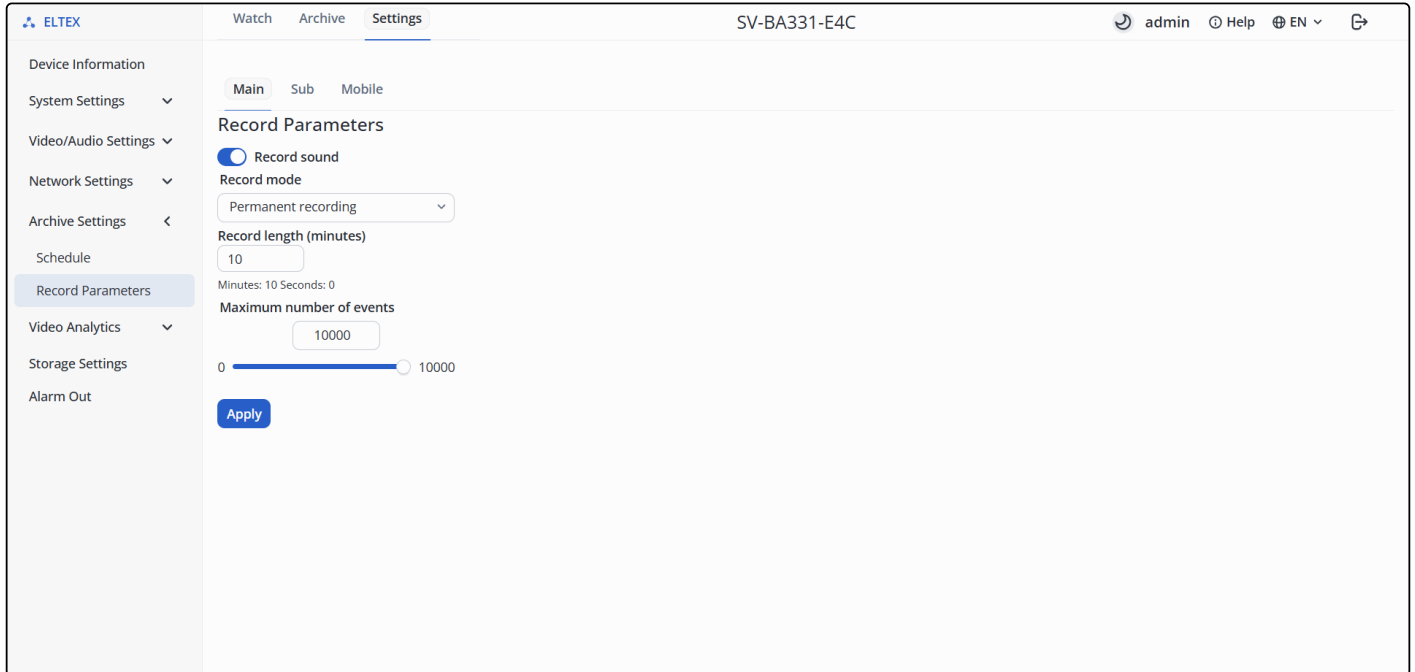 ELTEX
Watch Archive Settings
SV-BA331-E4C
admin Help EN
Device Information
System Settings
Video/Audio Settings
Network Settings
Archive Settings
Schedule
Record Parameters
Video Analytics
Storage Settings
Alarm Out
Main Sub Mobile
Record Parameters
Record sound
Record mode
Permanent recording
Record length (minutes)
10
Minutes: 10 Seconds: 0
Maximum number of events
10000
0 10000
Apply